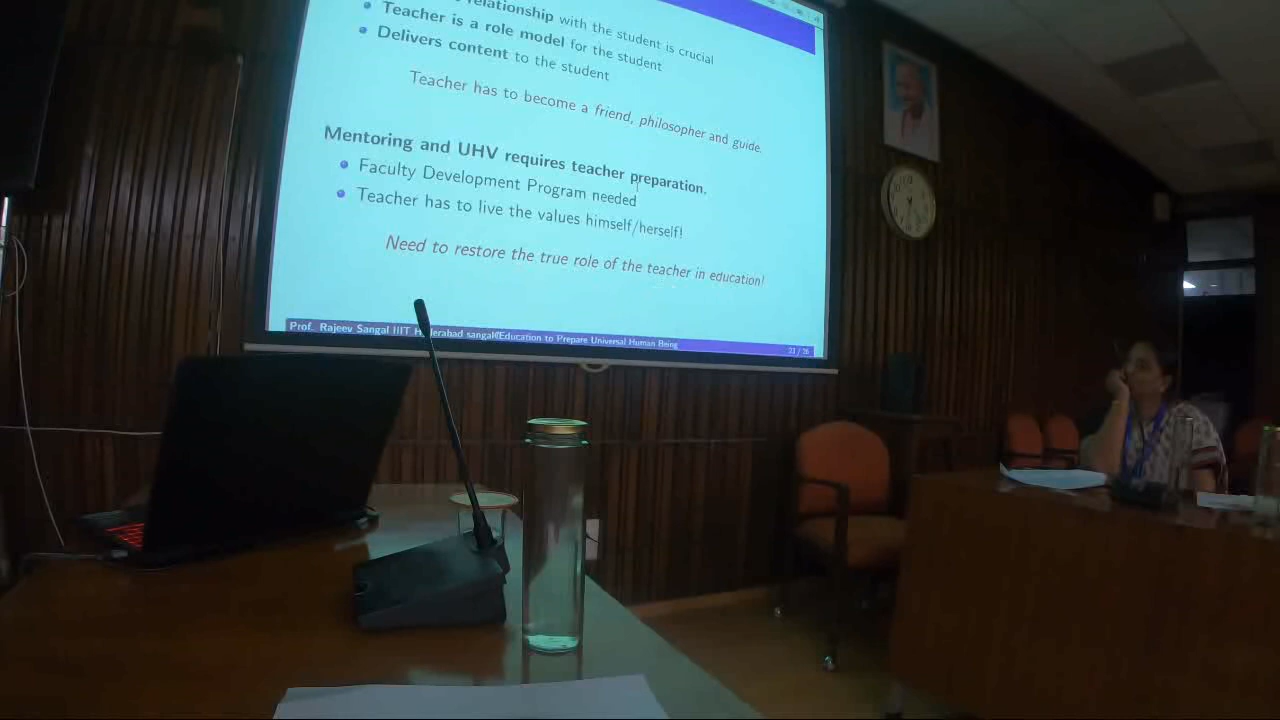 relationship with the student is crucial
Teacher is a role model for the student
Delivers content to the student
Teacher has to become a friend, philosopher and guide.
Mentoring and UHV requires teacher preparation.
Faculty Development Program needed
Teacher has to live the values himself/herself!
Need to restore the true role of the teacher in education!
Prof. Rajeev Sangal IIIT Hyderabad sangal@ Education to Prepare Universal Human Being 23 / 26